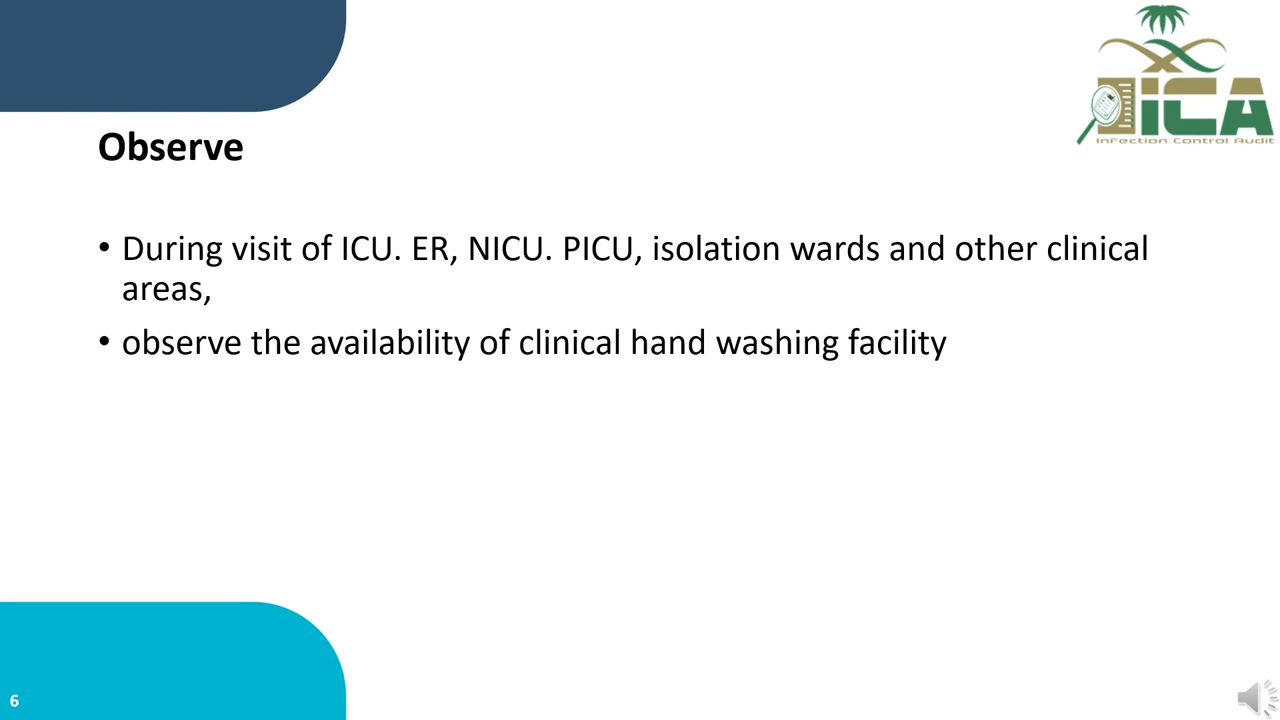 iCA
Infection Control Audit
Observe
• During visit of ICU. ER, NICU. PICU, isolation wards and other clinical
areas,
• observe the availability of clinical hand washing facility
6